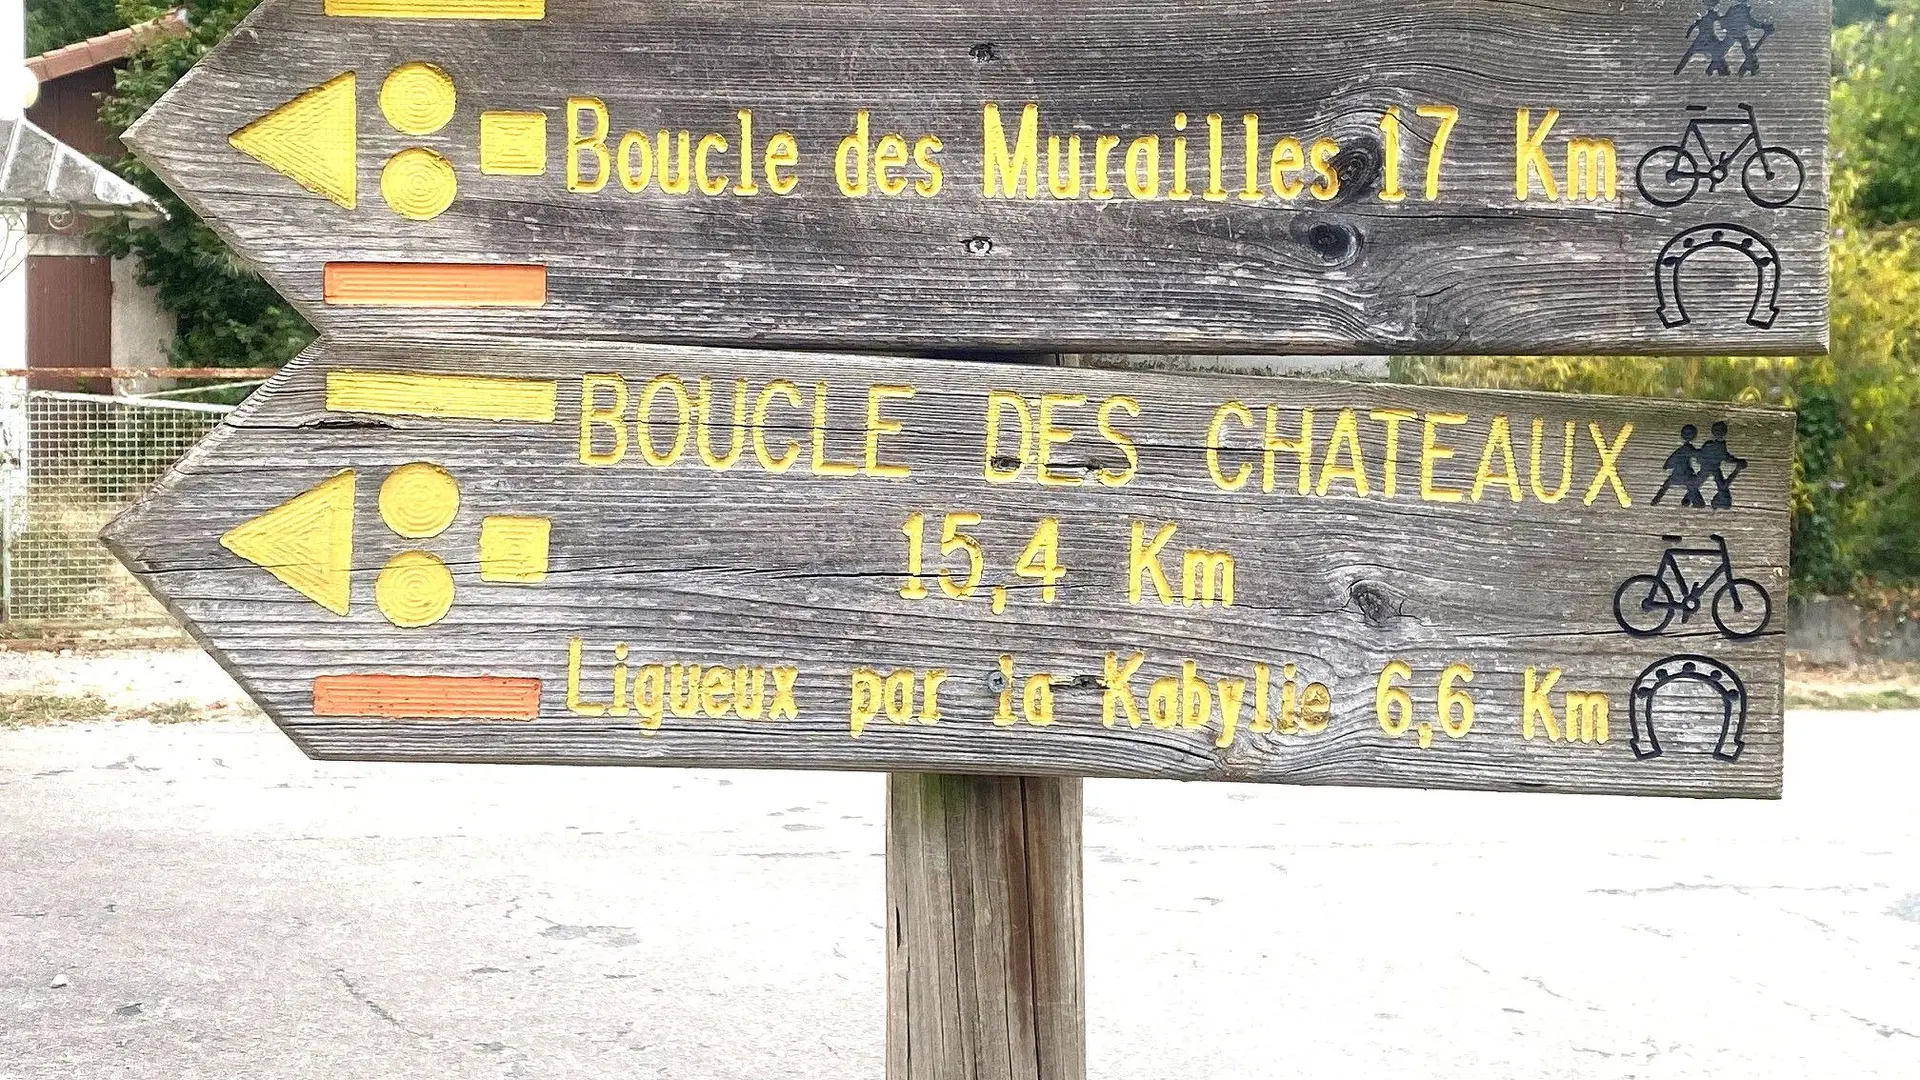 Boucle des Murailles 17 Km
BOUCLE DES CHATEAUX
15,4 Km
Ligueux par la Kabylie 6,6 Km